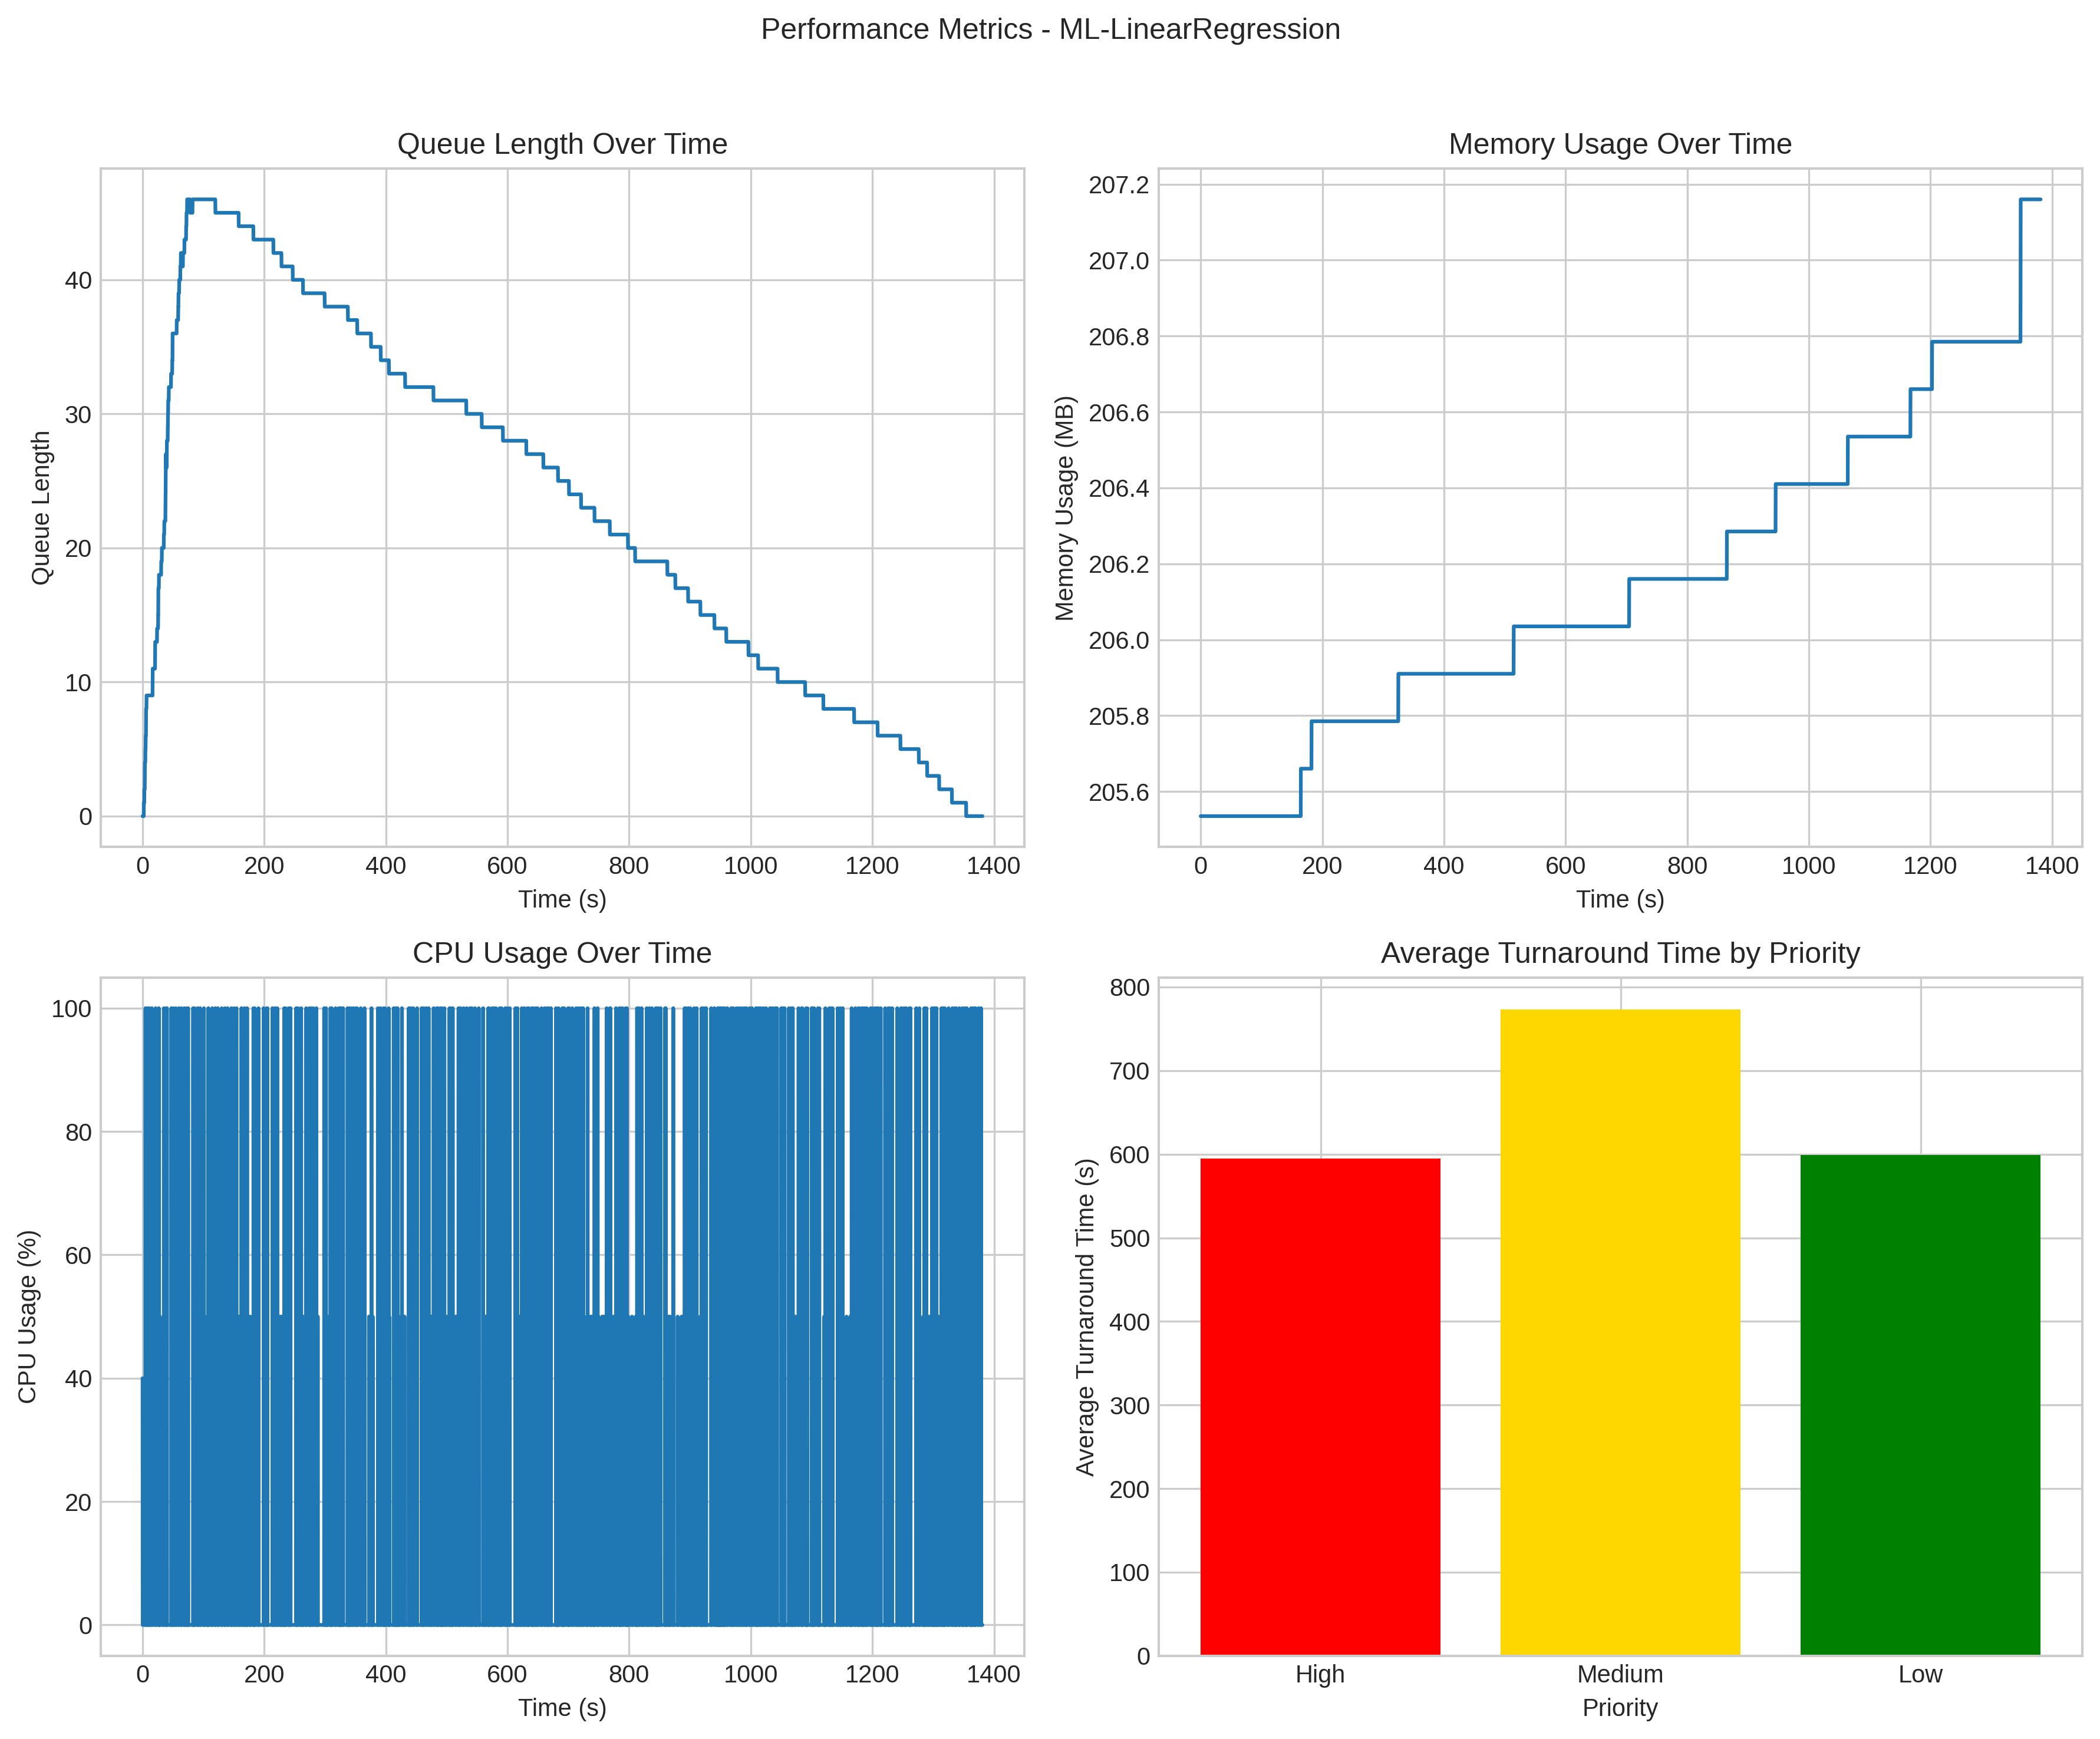 Performance Metrics - ML-LinearRegression
Queue Length Over Time
Queue Length
40
30
20
10
0
0 200 400 600 800 1000 1200 1400
Time (s)
Memory Usage Over Time
Memory Usage (MB)
207.2
207.0
206.8
206.6
206.4
206.2
206.0
205.8
205.6
0 200 400 600 800 1000 1200 1400
Time (s)
CPU Usage Over Time
CPU Usage (%)
100
80
60
40
20
0
0 200 400 600 800 1000 1200 1400
Time (s)
Average Turnaround Time by Priority
Average Turnaround Time (s)
800
700
600
500
400
300
200
100
0
High Medium Low
Priority